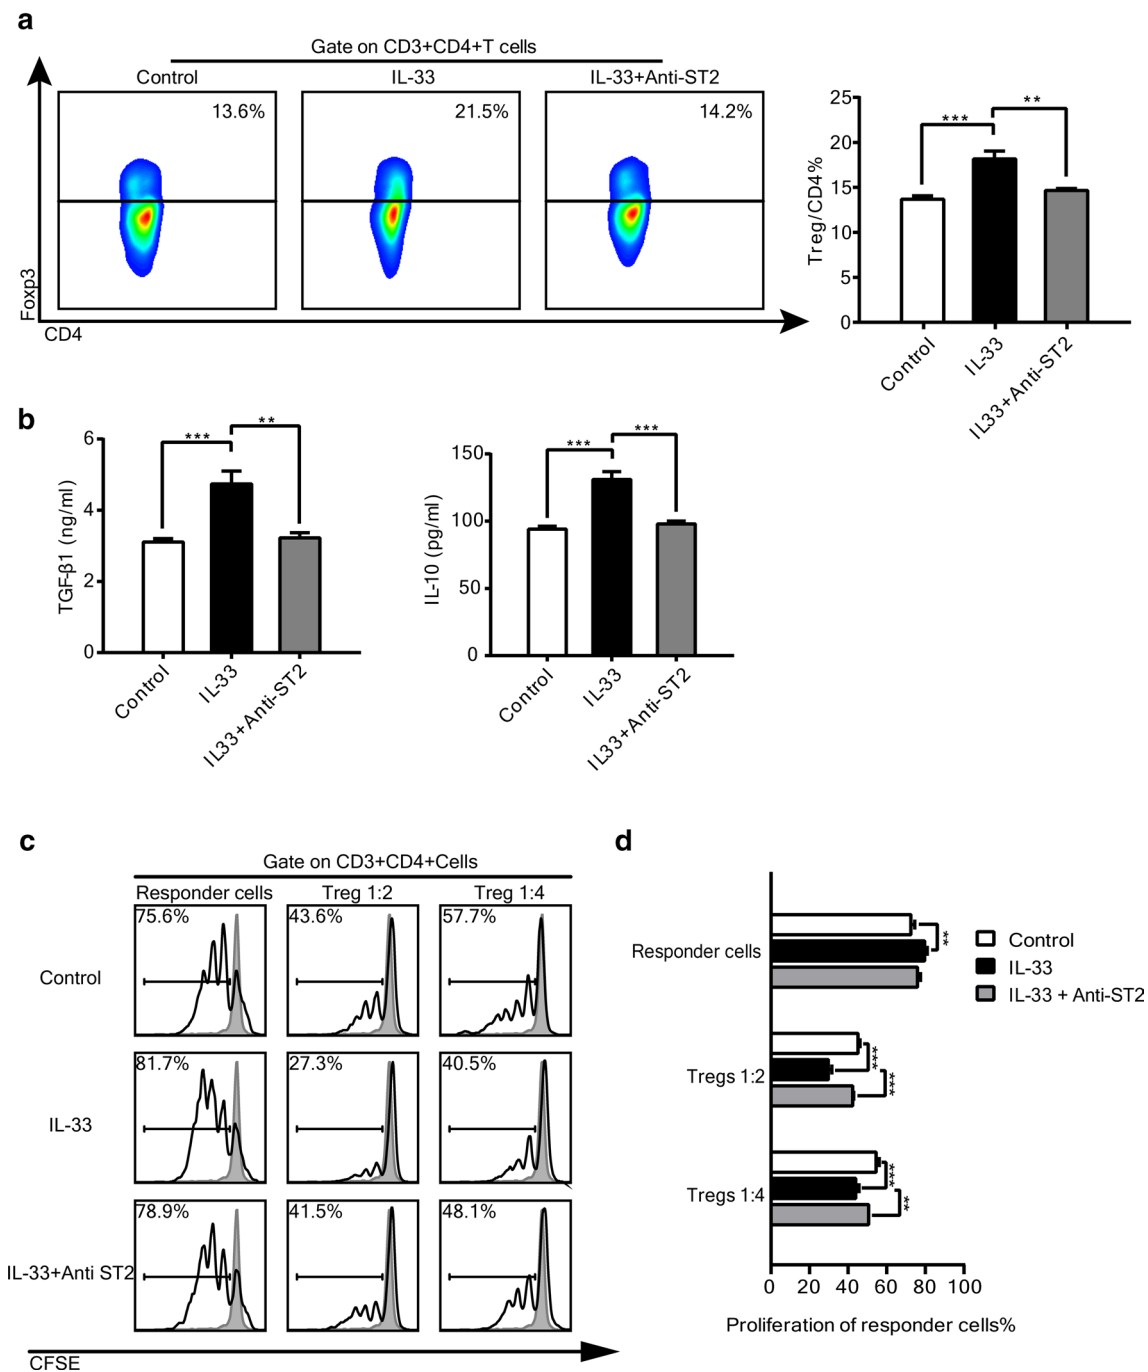 a
Gate on CD3+CD4+T cells
Control IL-33 IL-33+Anti-ST2
13.6% 21.5% 14.2%
Foxp3
CD4
25
20
15
10
5
0
Treg/CD4%
*** **
Control IL-33 IL33+Anti-ST2
b
6
4
2
0
TGF-β1 (ng/ml)
*** **
Control IL-33 IL33+Anti-ST2
150
100
50
0
IL-10 (pg/ml)
*** ***
Control IL-33 IL33+Anti-ST2
c
Gate on CD3+CD4+Cells
Responder cells Treg 1:2 Treg 1:4
Control 75.6% 43.6% 57.7%
IL-33 81.7% 27.3% 40.5%
IL-33+Anti ST2 78.9% 41.5% 48.1%
CFSE
d
Responder cells
**
Tregs 1:2
*** ***
Tregs 1:4
*** **
0 20 40 60 80 100
Proliferation of responder cells%
Control
IL-33
IL-33 + Anti-ST2